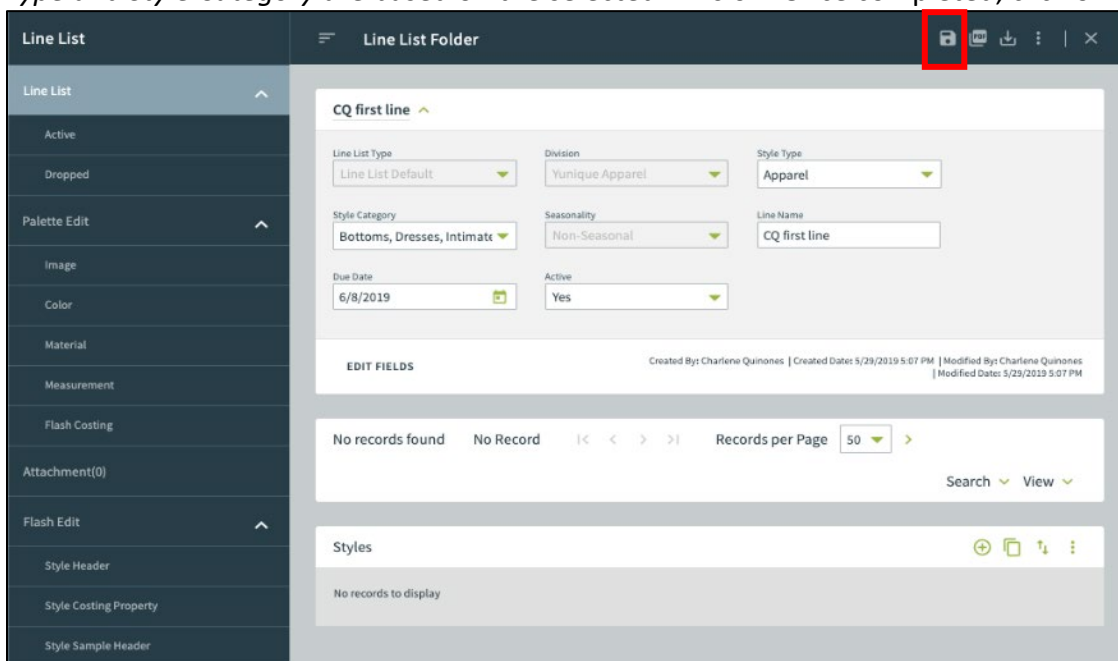 Line List
Line List Folder
PDF
Line List
Active
Dropped
Palette Edit
Image
Color
Material
Measurement
Flash Costing
Attachment(0)
Flash Edit
Style Header
Style Costing Property
Style Sample Header
CQ first line
Line List Type
Division
Style Type
Line List Default
Yunique Apparel
Apparel
Style Category
Seasonality
Line Name
Bottoms, Dresses, Intimate
Non-Seasonal
CQ first line
Due Date
Active
6/8/2019
Yes
EDIT FIELDS
Created By: Charlene Quinones | Created Date: 5/29/2019 5:07 PM | Modified By: Charlene Quinones
| Modified Date: 5/29/2019 5:07 PM
No records found No Record |< < > >| Records per Page 50 >
Search View
Styles
No records to display